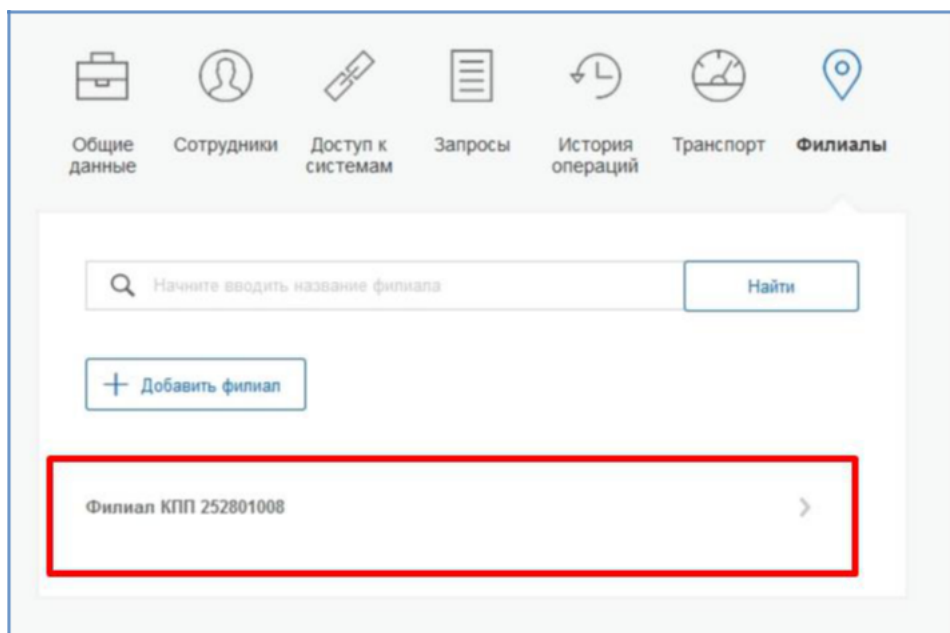 Общие данные
Сотрудники
Доступ к системам
Запросы
История операций
Транспорт
Филиалы
Начните вводить название филиала
Найти
Добавить филиал
Филиал КПП 252801008